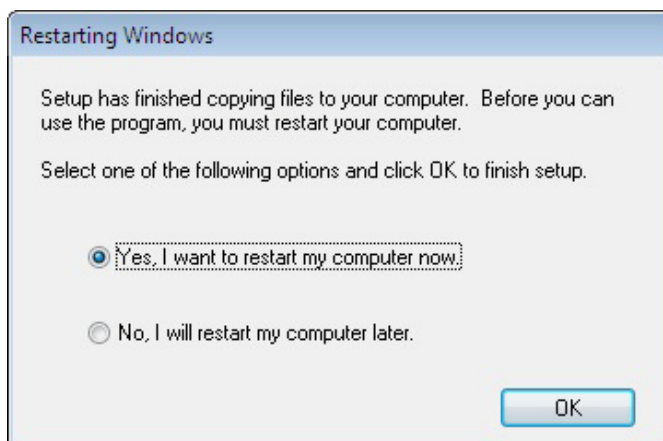 Restarting Windows
Setup has finished copying files to your computer.  Before you can
use the program, you must restart your computer.
Select one of the following options and click OK to finish setup.
Yes, I want to restart my computer now.
No, I will restart my computer later.
OK